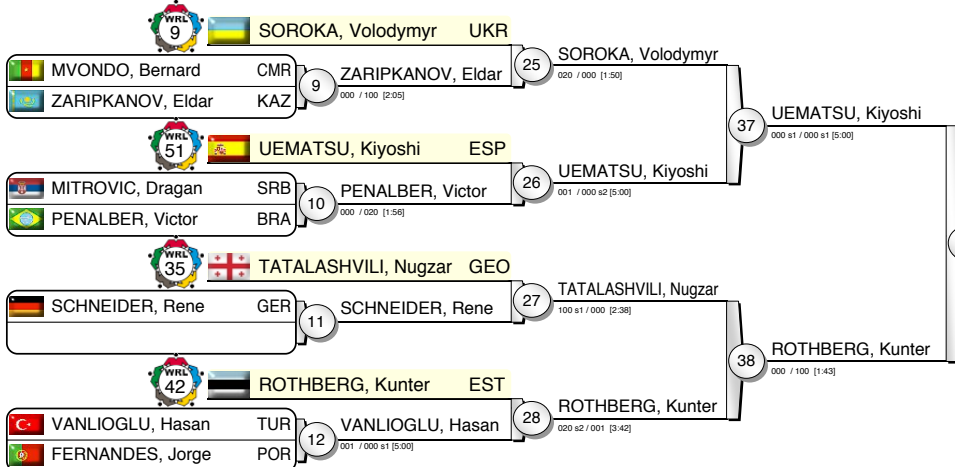 WRL
9
SOROKA, Volodymyr UKR
MVONDO, Bernard CMR
ZARIPKANOV, Eldar KAZ
9
ZARIPKANOV, Eldar
000 / 100 [2:05]
25
SOROKA, Volodymyr
020 / 000 [1:50]
WRL
51
UEMATSU, Kiyoshi ESP
MITROVIC, Dragan SRB
PENALBER, Victor BRA
10
PENALBER, Victor
000 / 020 [1:56]
26
UEMATSU, Kiyoshi
001 / 000 s2 [5:00]
37
UEMATSU, Kiyoshi
000 s1 / 000 s1 [5:00]
WRL
35
TATALASHVILI, Nugzar GEO
SCHNEIDER, Rene GER
11
SCHNEIDER, Rene
27
TATALASHVILI, Nugzar
100 s1 / 000 [2:38]
WRL
42
ROTHBERG, Kunter EST
VANLIOGLU, Hasan TUR
FERNANDES, Jorge POR
12
VANLIOGLU, Hasan
001 / 000 s1 [5:00]
28
ROTHBERG, Kunter
020 s2 / 001 [3:42]
38
ROTHBERG, Kunter
000 / 100 [1:43]